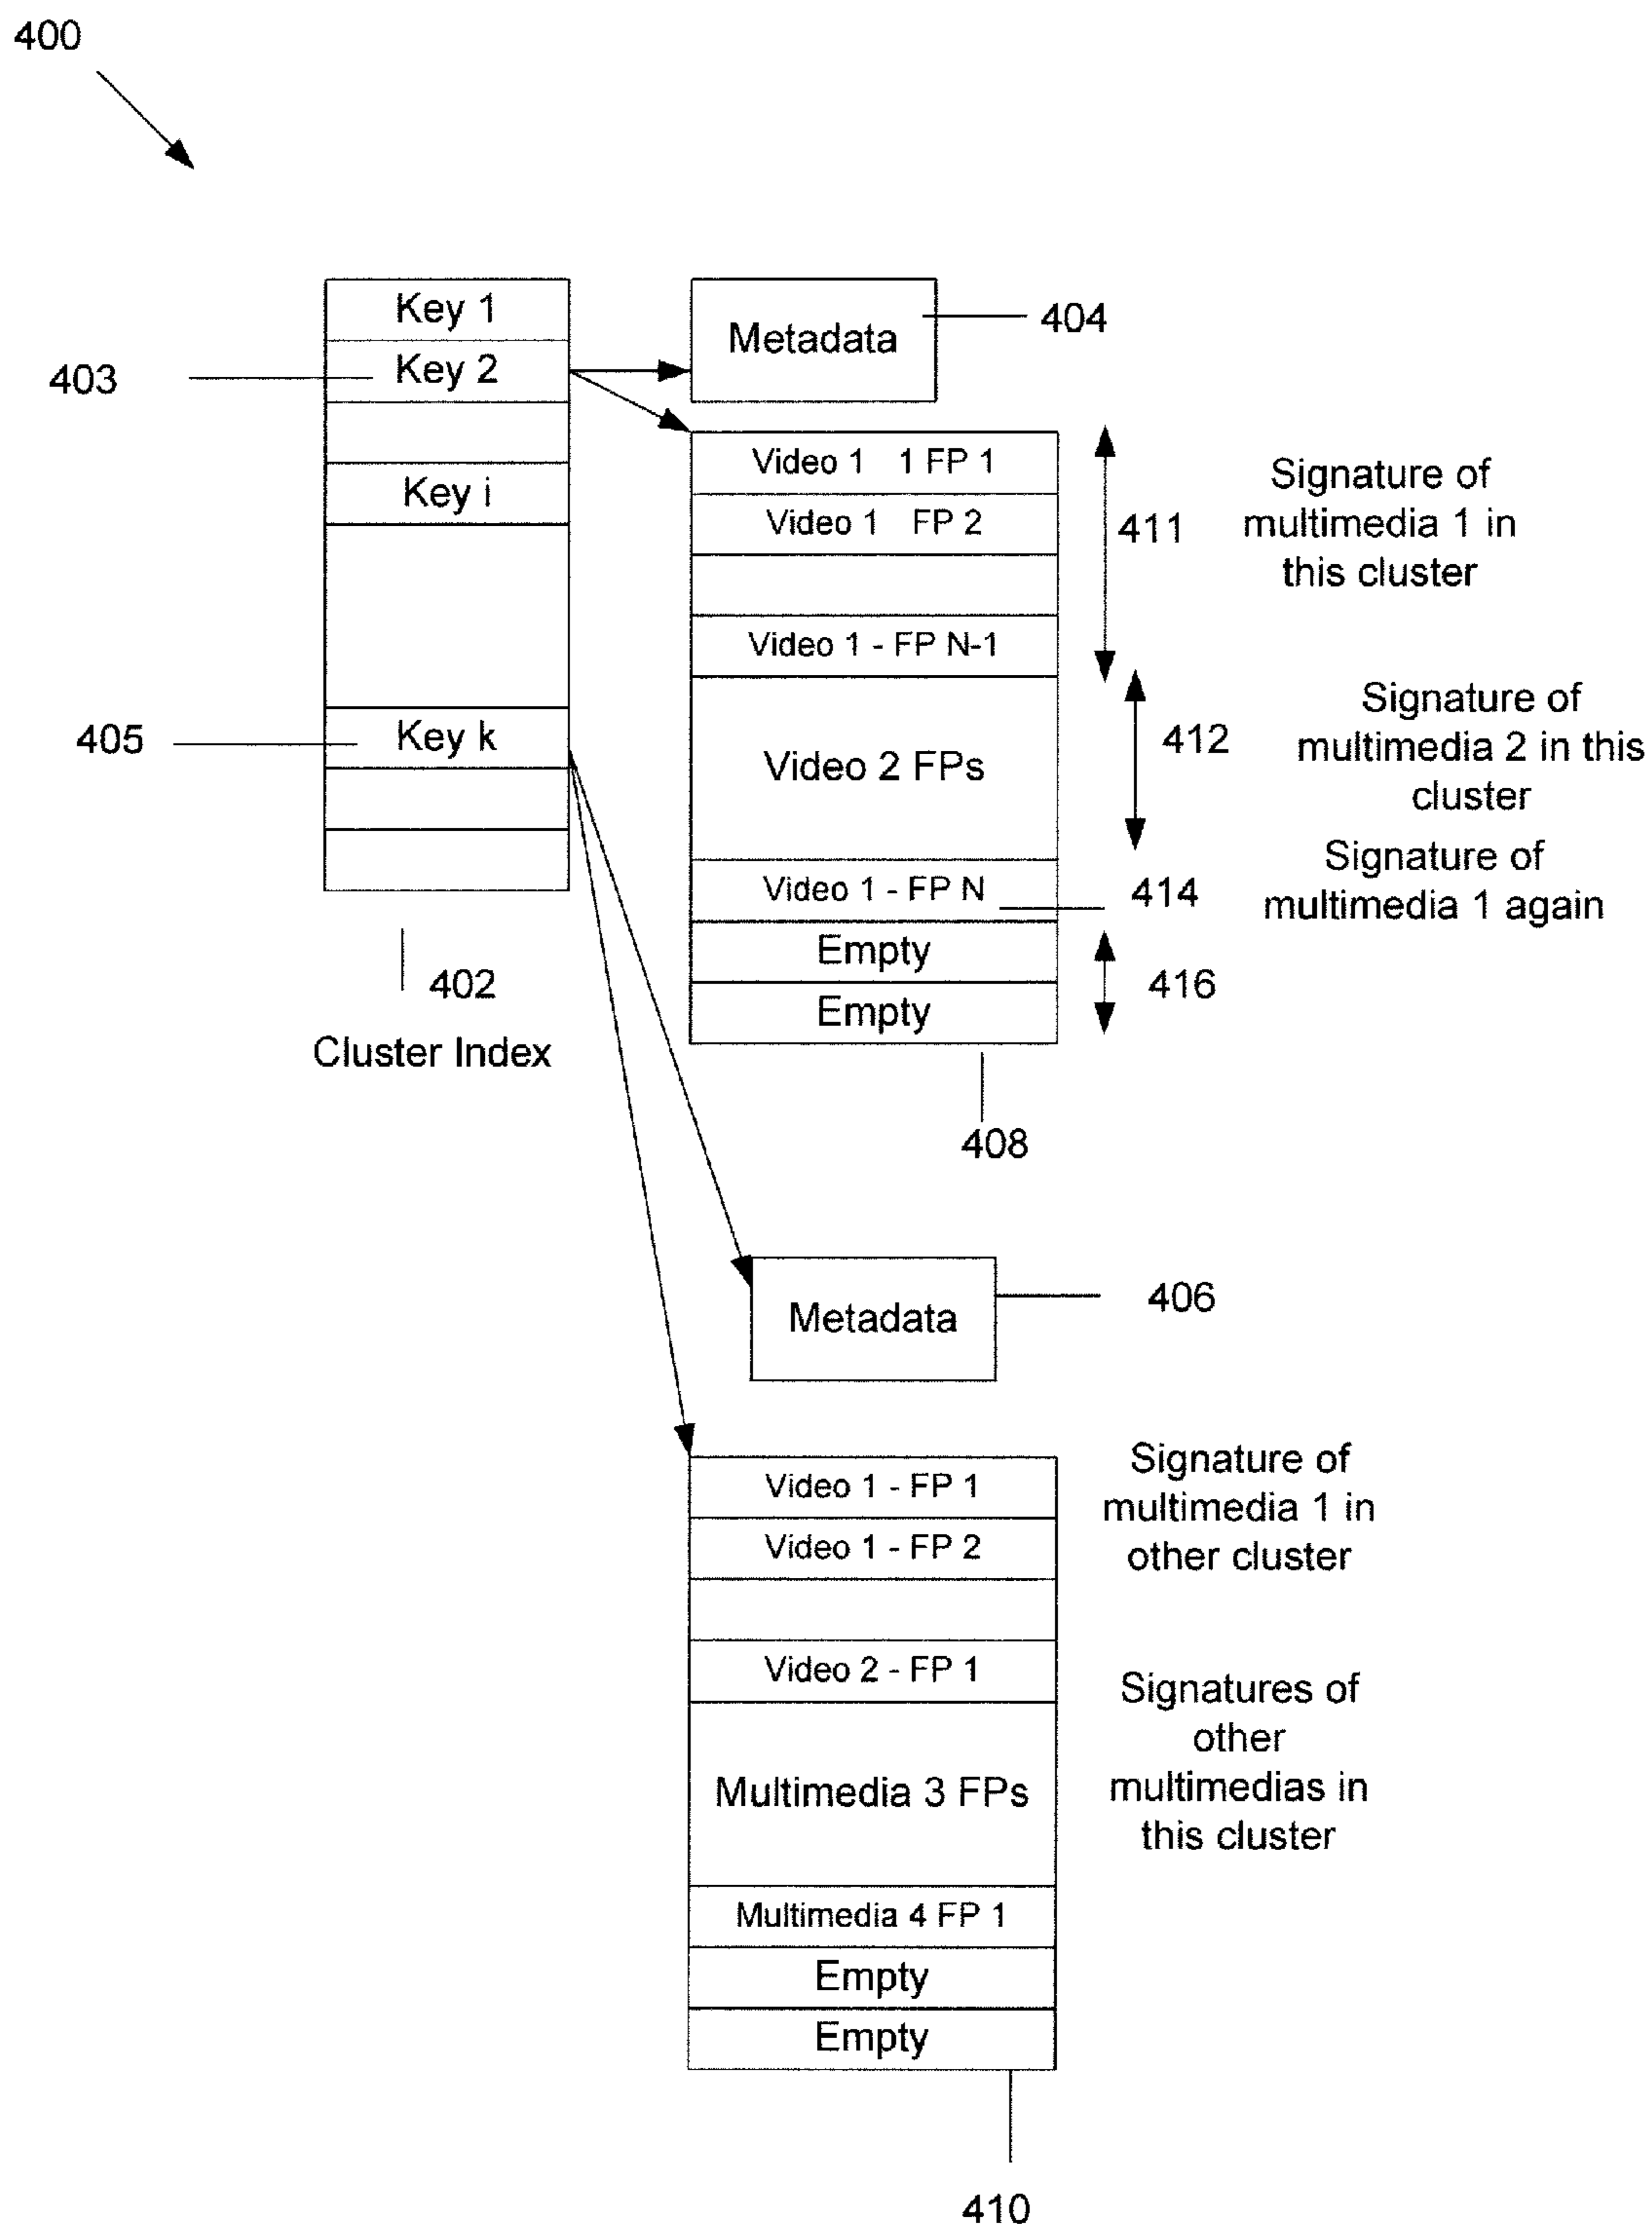 400
Key 1
Key 2
Key i
Key k
403
405
402
Cluster Index
Metadada
404
Video 1 1 FP 1
Video 1 FP 2
Video 1 - FP N-1
Video 2 FPs
Video 1 - FP N
Empty
Empty
411
Signature of
multimedia 1 in
this cluster
412
Signature of
multimedia 2 in this
cluster
414
Signature of
multimedia 1 again
416
408
Metadada
406
Video 1 - FP 1
Video 1 - FP 2
Video 2 - FP 1
Multimedia 3 FPs
Multimedia 4 FP 1
Empty
Empty
Signature of
multimedia 1 in
other cluster
Signatures of
other
multimedias in
this cluster
410